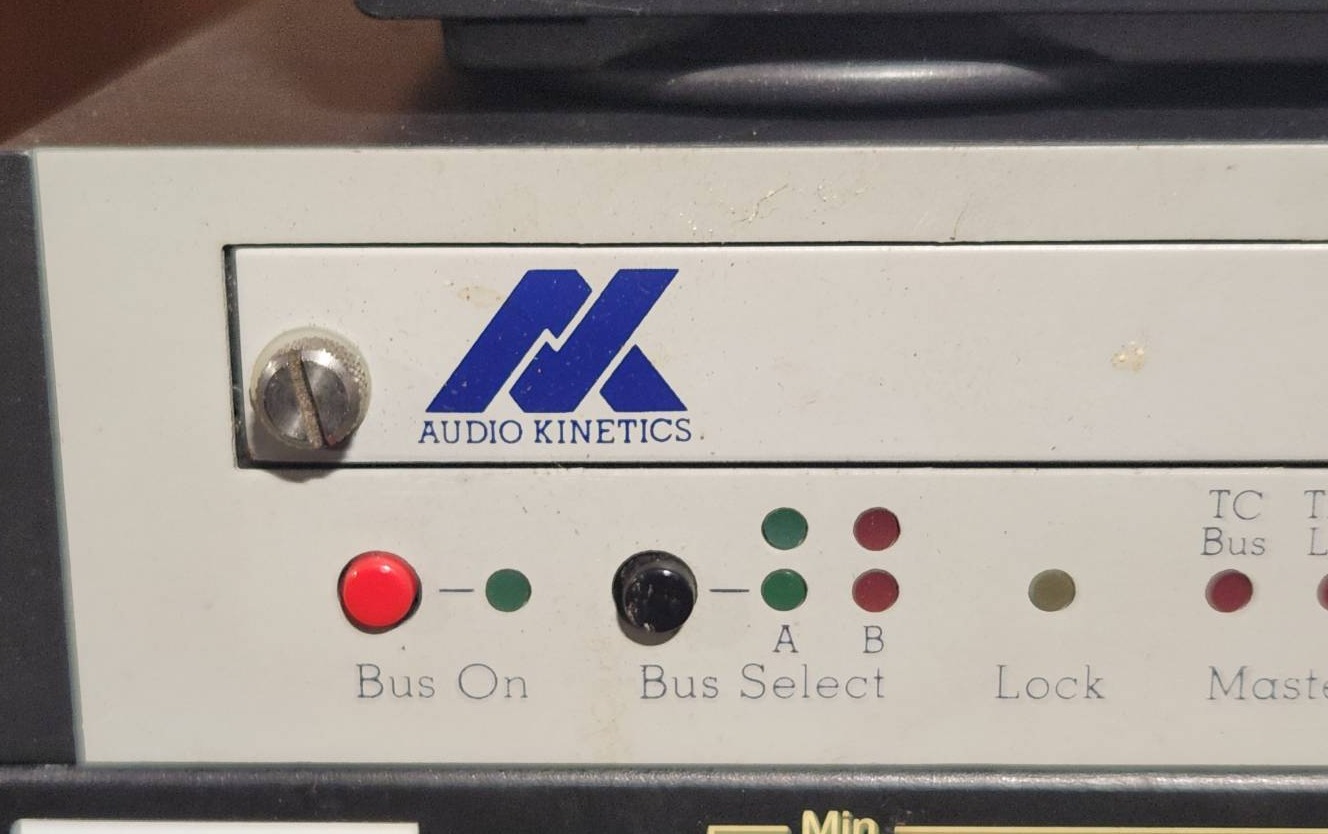 AUDIO KINETICS
TC
Bus
A B
Bus On Bus Select Lock
Min